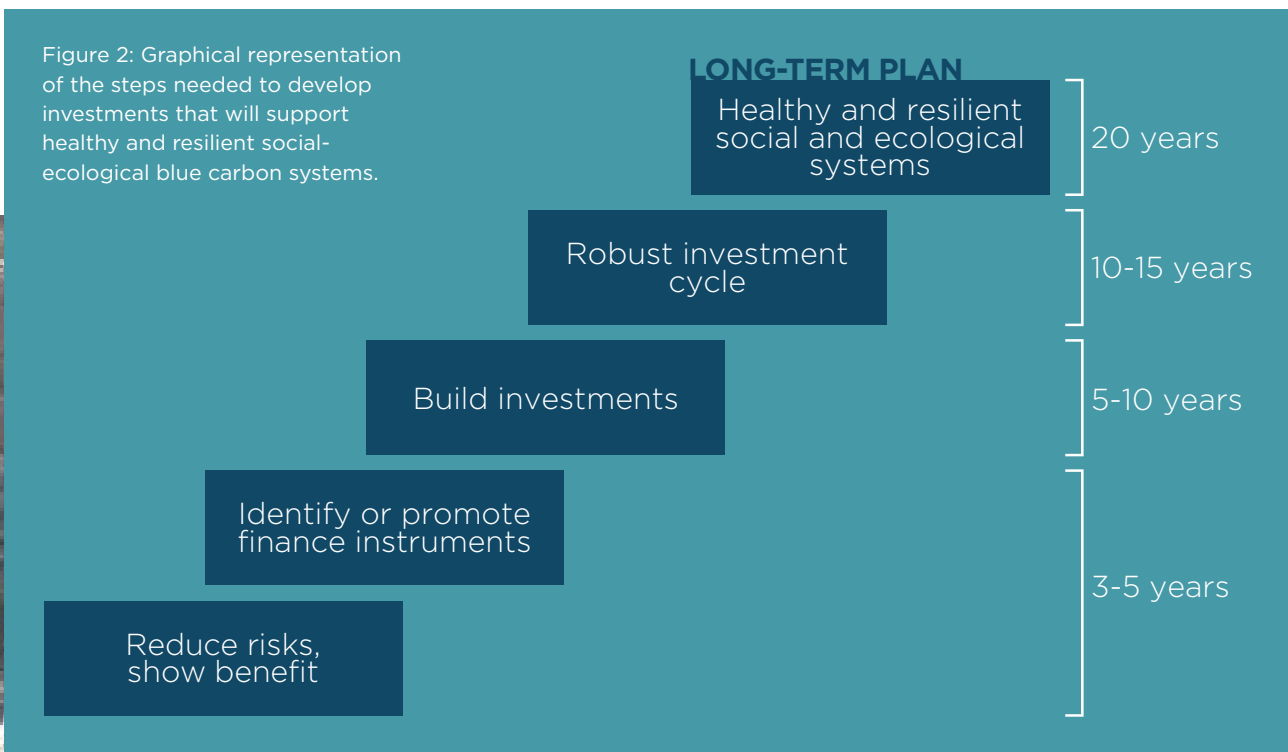 Figure 2: Graphical representation
of the steps needed to develop
investments that will support
healthy and resilient social-
ecological blue carbon systems.
LONG-TERM PLAN
Healthy and resilient
social and ecological
systems
20 years
Robust investment
cycle
10-15 years
Build investments
5-10 years
Identify or promote
finance instruments
3-5 years
Reduce risks,
show benefit